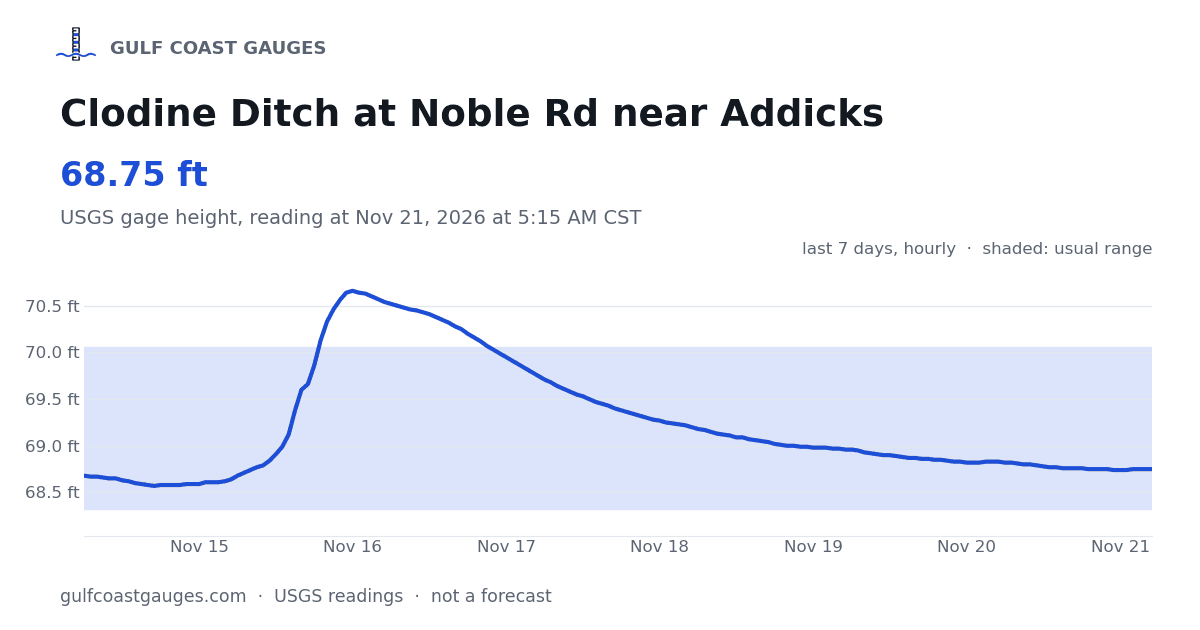 GULF COAST GAUGES
Clodine Ditch at Noble Rd near Addicks
68.75 ft
USGS gage height, reading at Nov 21, 2026 at 5:15 AM CST
last 7 days, hourly · shaded: usual range
70.5 ft
70.0 ft
69.5 ft
69.0 ft
68.5 ft
Nov 15 Nov 16 Nov 17 Nov 18 Nov 19 Nov 20 Nov 21
gulfcoastgauges.com · USGS readings · not a forecast